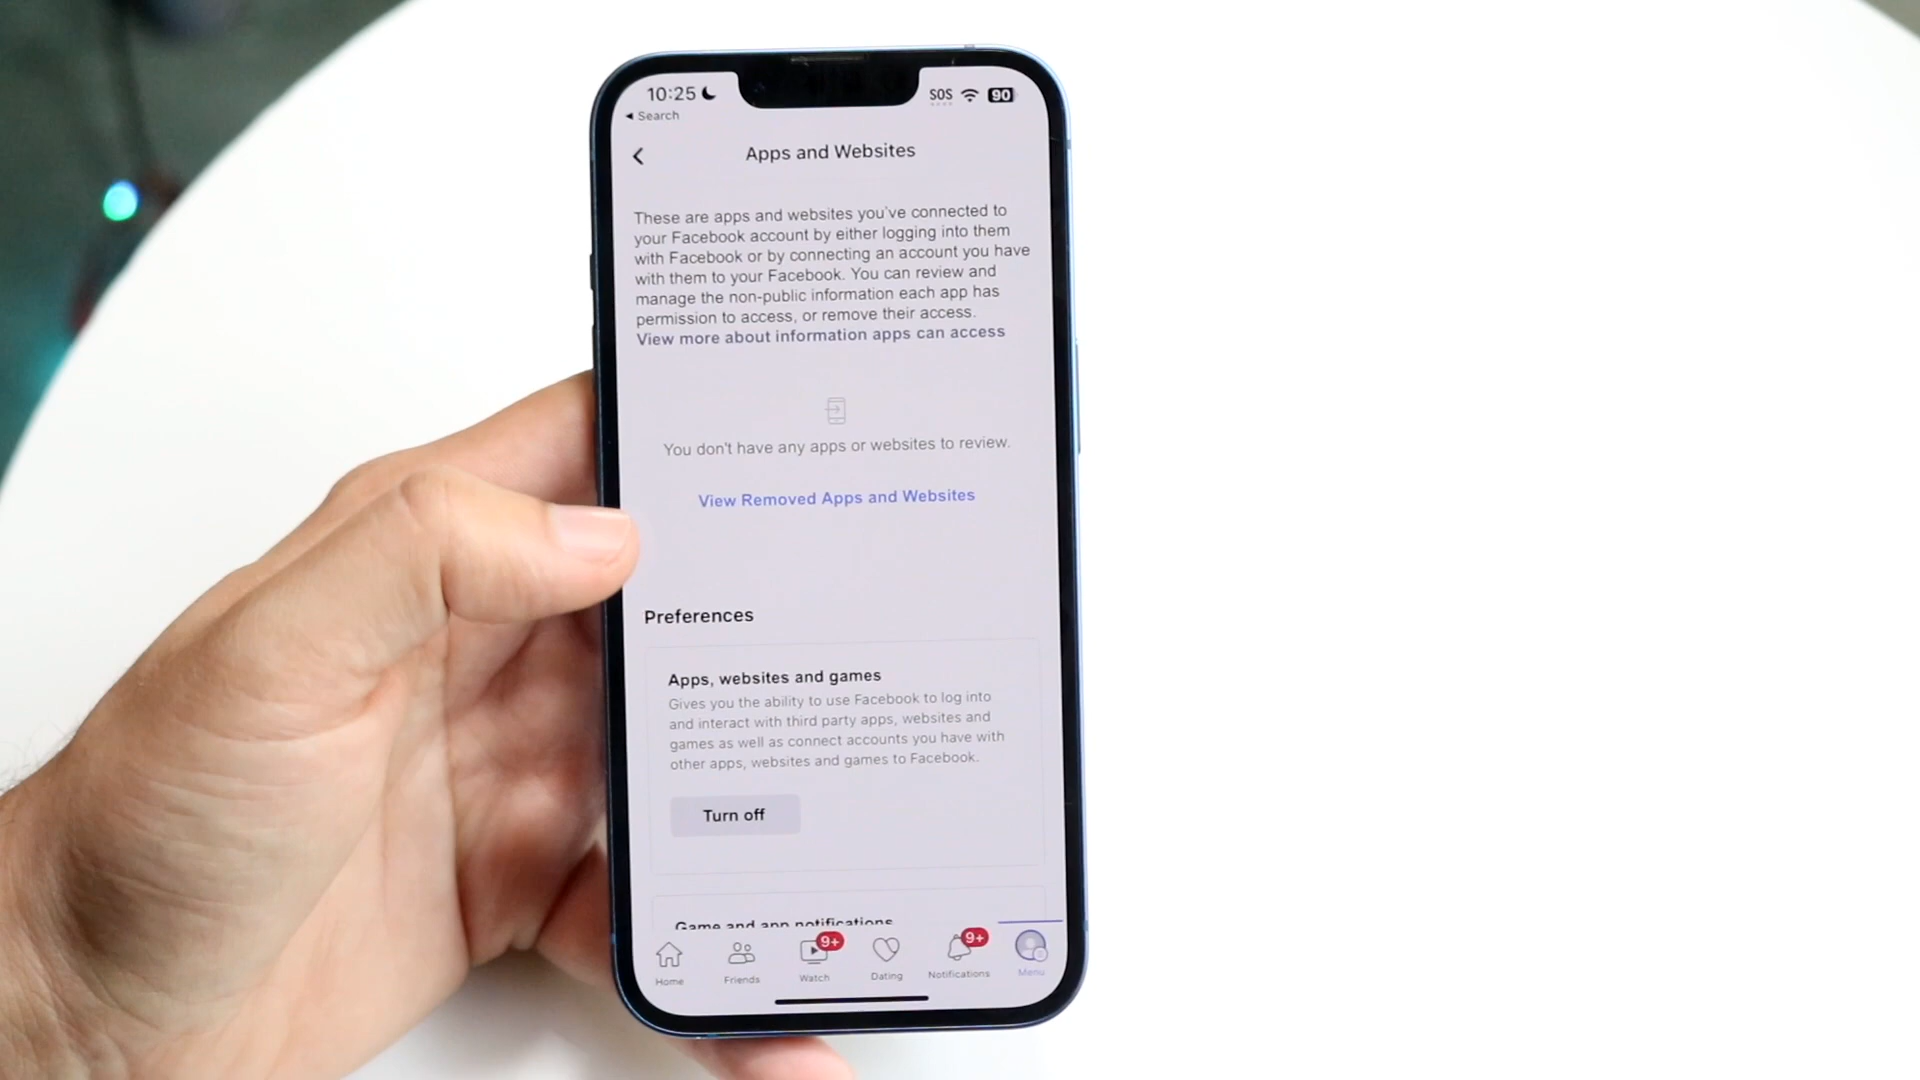 10:25
SOS
90
◄ Search
Apps and Websites
These are apps and websites you've connected to
your Facebook account by either logging into them
with Facebook or by connecting an account you have
with them to your Facebook. You can review and
manage the non-public information each app has
permission to access, or remove their access.
View more about information apps can access
You don't have any apps or websites to review.
View Removed Apps and Websites
Preferences
Apps, websites and games
Gives you the ability to use Facebook to log into
and interact with third party apps, websites and
games as well as connect accounts you have with
other apps, websites and games to Facebook.
Turn off
Game and app notifications
9+
9+
Home
Friends
Watch
Dating
Notifications
Menu